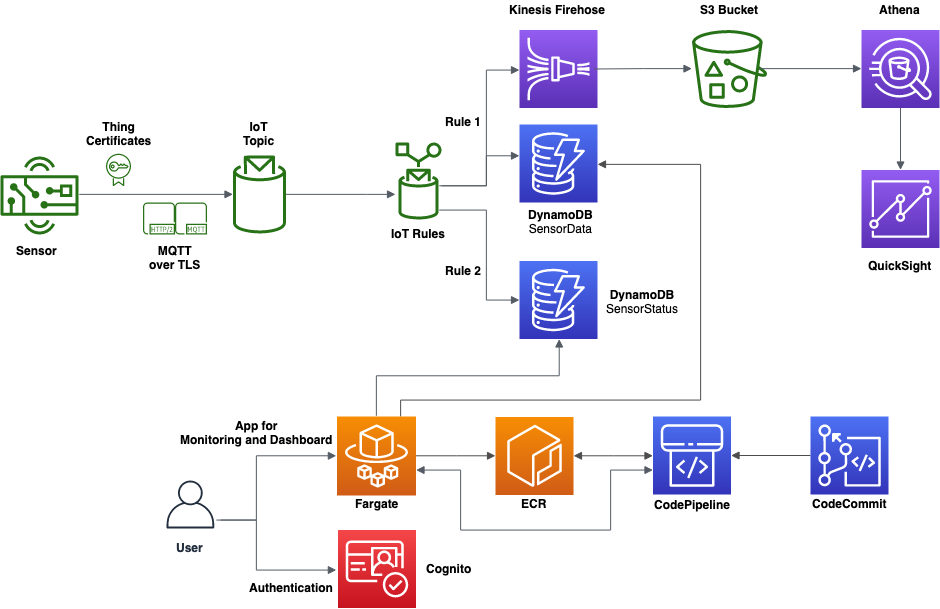 Kinesis Firehose
S3 Bucket
Athena
Thing
Certificates
IoT
Topic
Rule 1
HTTP/2
MQTT
Sensor
MQTT
over TLS
IoT Rules
DynamoDB
SensorData
QuickSight
Rule 2
DynamoDB
SensorStatus
App for
Monitoring and Dashboard
Fargate
ECR
CodePipeline
CodeCommit
User
Authentication
Cognito